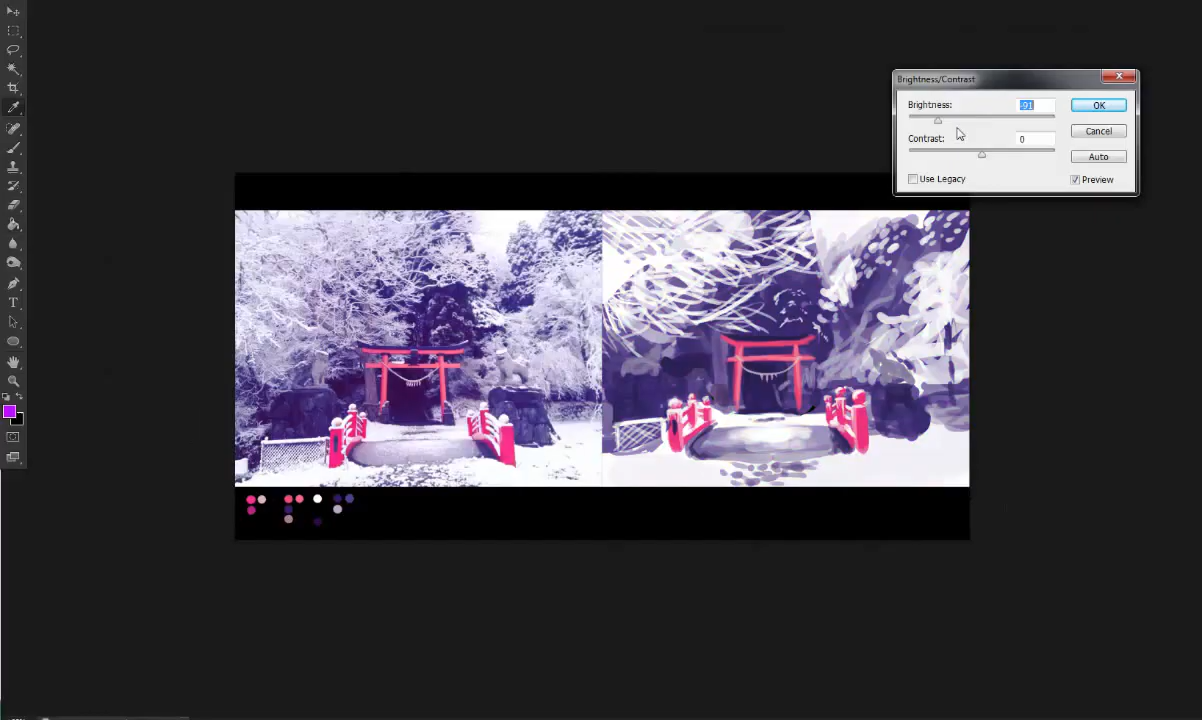 Brightness/Contrast
Brightness:
-91
OK
Contrast:
0
Cancel
Auto
Use Legacy
Preview
T